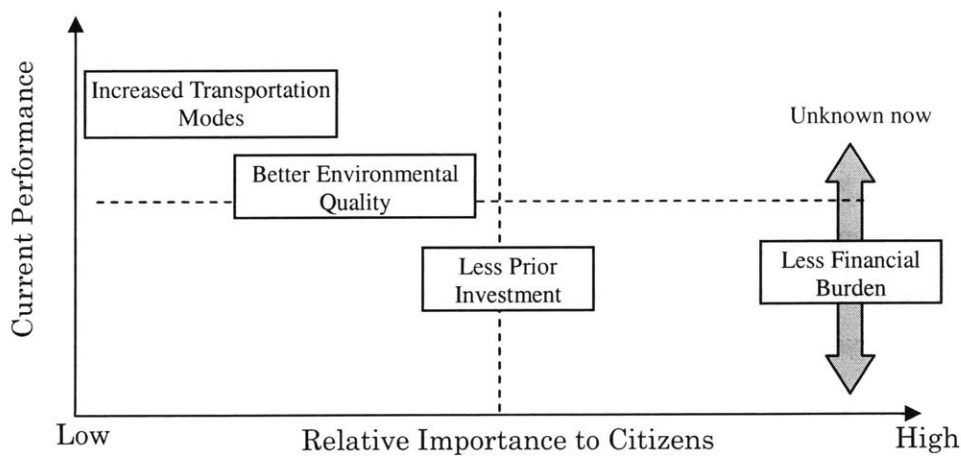 Current Performance
Increased Transportation
Modes
Unknown now
Better Environmental
Quality
Less Prior
Investment
Less Financial
Burden
Low
Relative Importance to Citizens
High